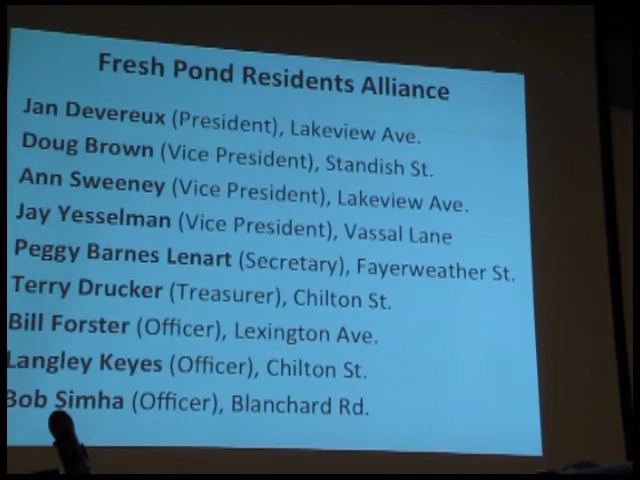 Fresh Pond Residents Alliance
Jan Devereux (President), Lakeview Ave.
Doug Brown (Vice President), Standish St.
Ann Sweeney (Vice President), Lakeview Ave.
Jay Yesselman (Vice President), Vassal Lane
Peggy Barnes Lenart (Secretary), Fayerweather St.
Terry Drucker (Treasurer), Chilton St.
Bill Forster (Officer), Lexington Ave.
Langley Keyes (Officer), Chilton St.
Bob Simha (Officer), Blanchard Rd.